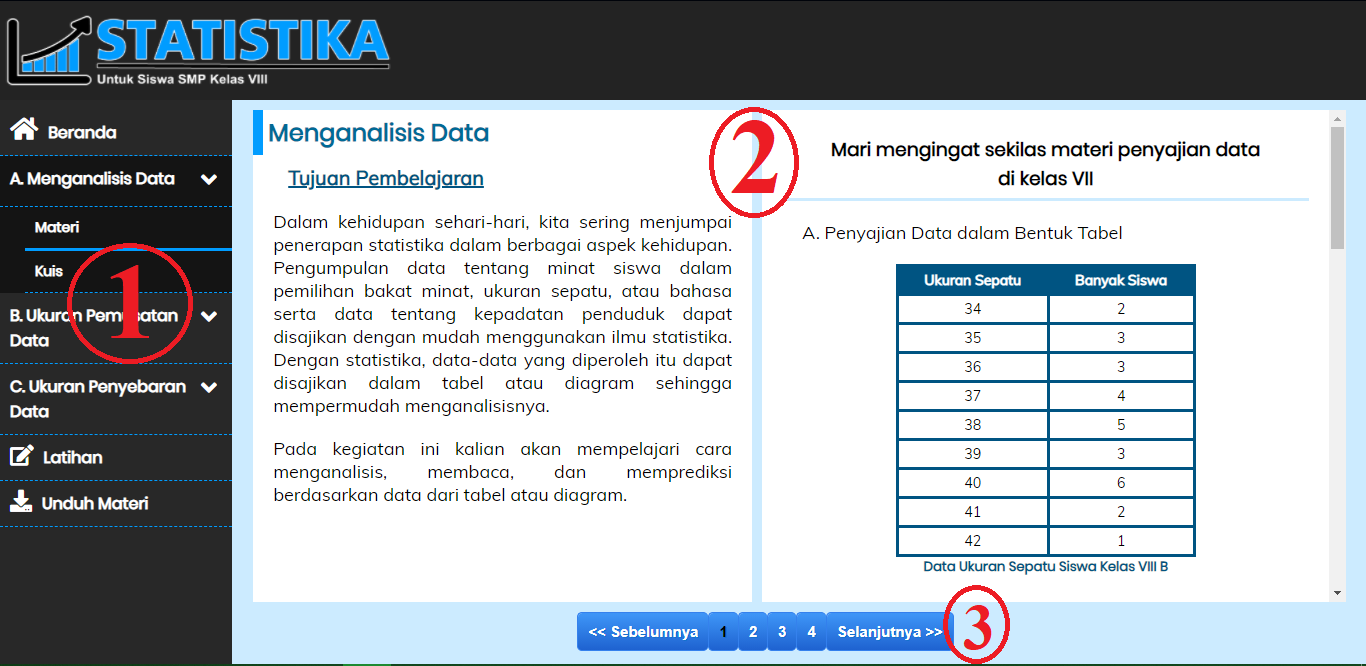 STATISTIKA
Untuk Siswa SMP Kelas VIII
Beranda
A. Menganalisis Data
Materi
Kuis
B. Ukuran Pemusatan
Data
C. Ukuran Penyebaran
Data
Latihan
Unduh Materi
1
Menganalisis Data
Tujuan Pembelajaran
Dalam kehidupan sehari-hari, kita sering menjumpai
penerapan statistika dalam berbagai aspek kehidupan.
Pengumpulan data tentang minat siswa dalam
pemilihan bakat minat, ukuran sepatu, atau bahasa
serta data tentang kepadatan penduduk dapat
disajikan dengan mudah menggunakan ilmu statistika.
Dengan statistika, data-data yang diperoleh itu dapat
disajikan dalam tabel atau diagram sehingga
mempermudah menganalisisnya.
Pada kegiatan ini kalian akan mempelajari cara
menganalisis, membaca, dan memprediksi
berdasarkan data dari tabel atau diagram.
2
Mari mengingat sekilas materi penyajian data
di kelas VII
A. Penyajian Data dalam Bentuk Tabel
Ukuran Sepatu Banyak Siswa
34 2
35 3
36 3
37 4
38 5
39 3
40 6
41 2
42 1
Data Ukuran Sepatu Siswa Kelas VIII B
<< Sebelumnya 1 2 3 4 Selanjutnya >>
3